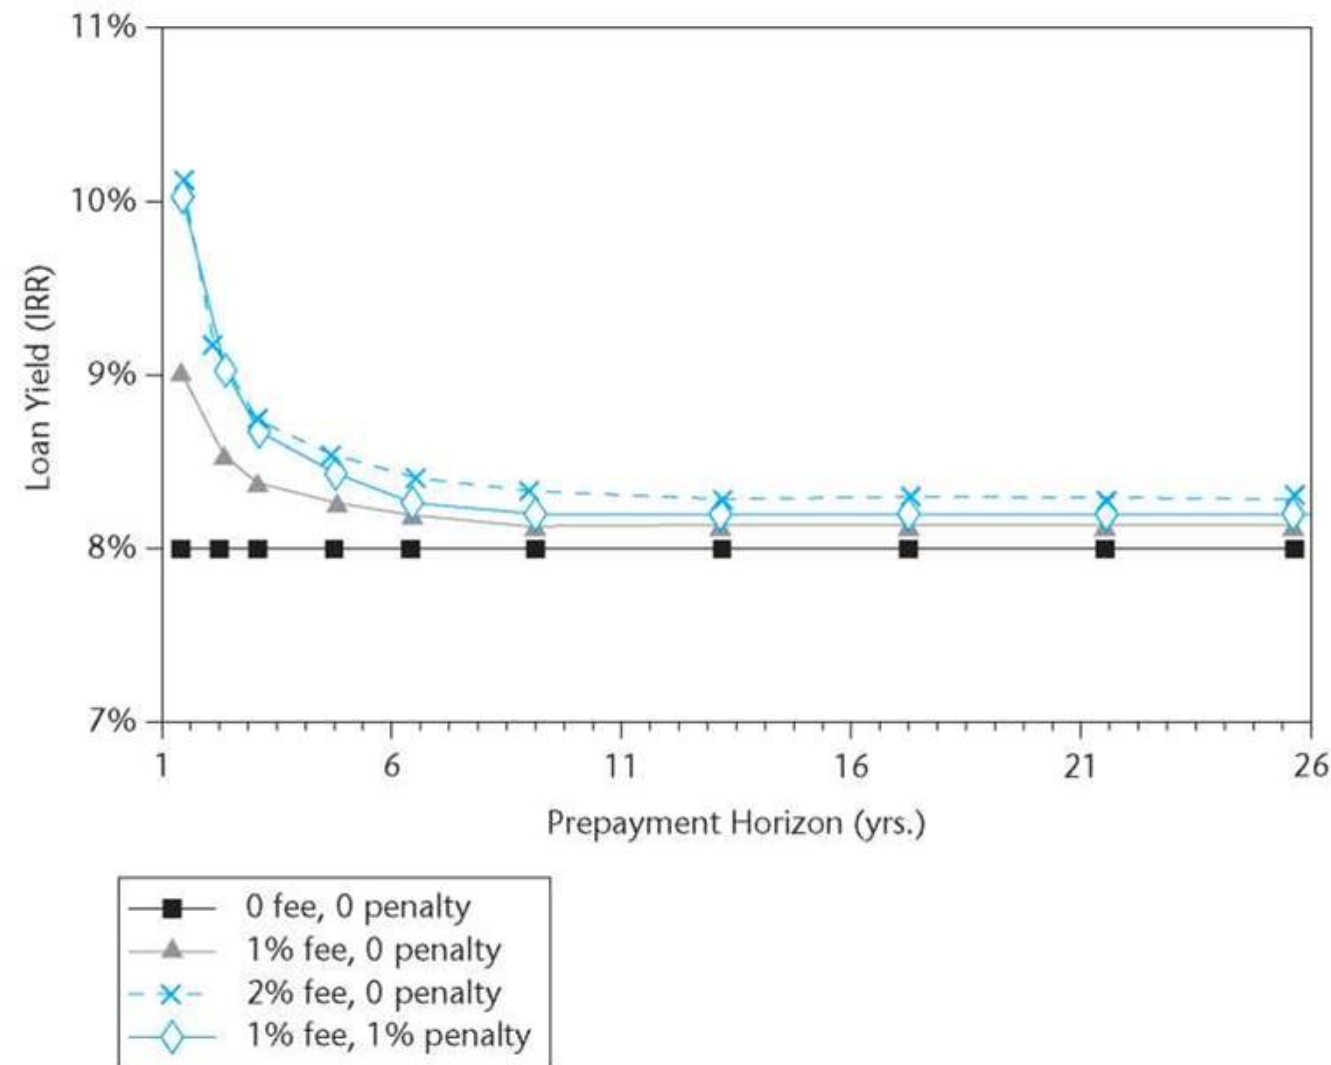 11%
10%
9%
8%
7%
Loan Yield (IRR)
1 6 11 16 21 26
Prepayment Horizon (yrs.)
0 fee, 0 penalty
1% fee, 0 penalty
2% fee, 0 penalty
1% fee, 1% penalty